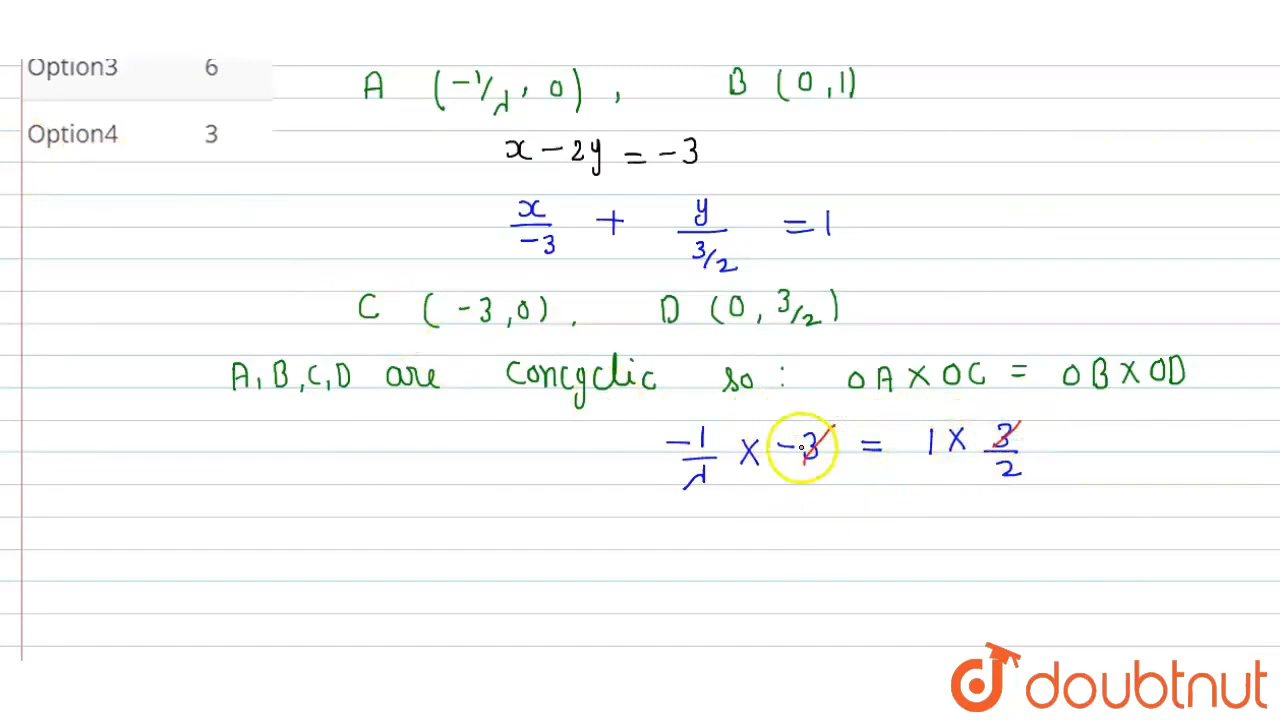 Option3 6
A (-1/λ, 0), B (0,1)
Option4 3
x - 2y = -3
x/-3 + y/3/2 = 1
C (-3,0). D (0, 3/2)
A, B, C, D are concyclic so: OA × OC = OB × OD
-1/λ × -3 = 1 × 3/2
doubtnut